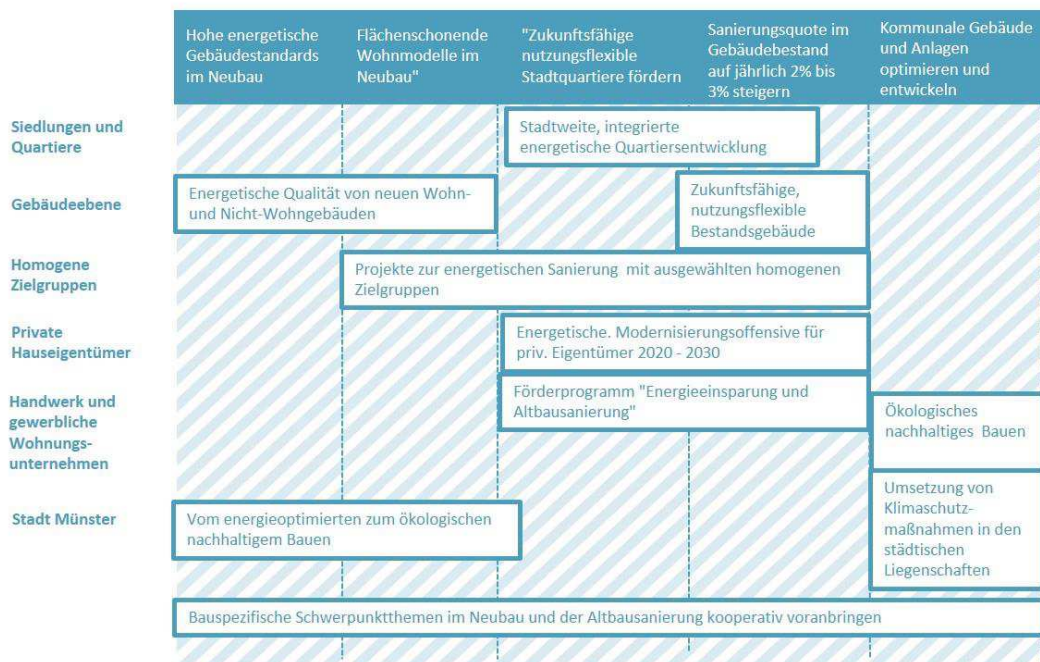 Hohe energetische
Gebäudestandards
im Neubau
Flächenschonende
Wohnmodelle im
Neubau"
"Zukunftsfähige
nutzungsflexible
Stadtquartiere fördern
Sanierungsquote im
Gebäudebestand
auf jährlich 2% bis
3% steigern
Kommunale Gebäude
und Anlagen
optimieren und
entwickeln
Siedlungen und
Quartiere
Stadtweite, integrierte
energetische Quartiersentwicklung
Gebäudeebene
Energetische Qualität von neuen Wohn-
und Nicht-Wohngebäuden
Zukunftsfähige,
nutzungsflexible
Bestandsgebäude
Homogene
Zielgruppen
Projekte zur energetischen Sanierung mit ausgewählten homogenen
Zielgruppen
Private
Hauseigentümer
Energetische. Modernisierungsoffensive für
priv. Eigentümer 2020 - 2030
Handwerk und
gewerbliche
Wohnungs-
unternehmen
Förderprogramm "Energieeinsparung und
Altbausanierung"
Ökologisches
nachhaltiges Bauen
Stadt Münster
Vom energieoptimierten zum ökologischen
nachhaltigem Bauen
Umsetzung von
Klimaschutz-
maßnahmen in den
städtischen
Liegenschaften
Bauspezifische Schwerpunktthemen im Neubau und der Altbausanierung kooperativ voranbringen